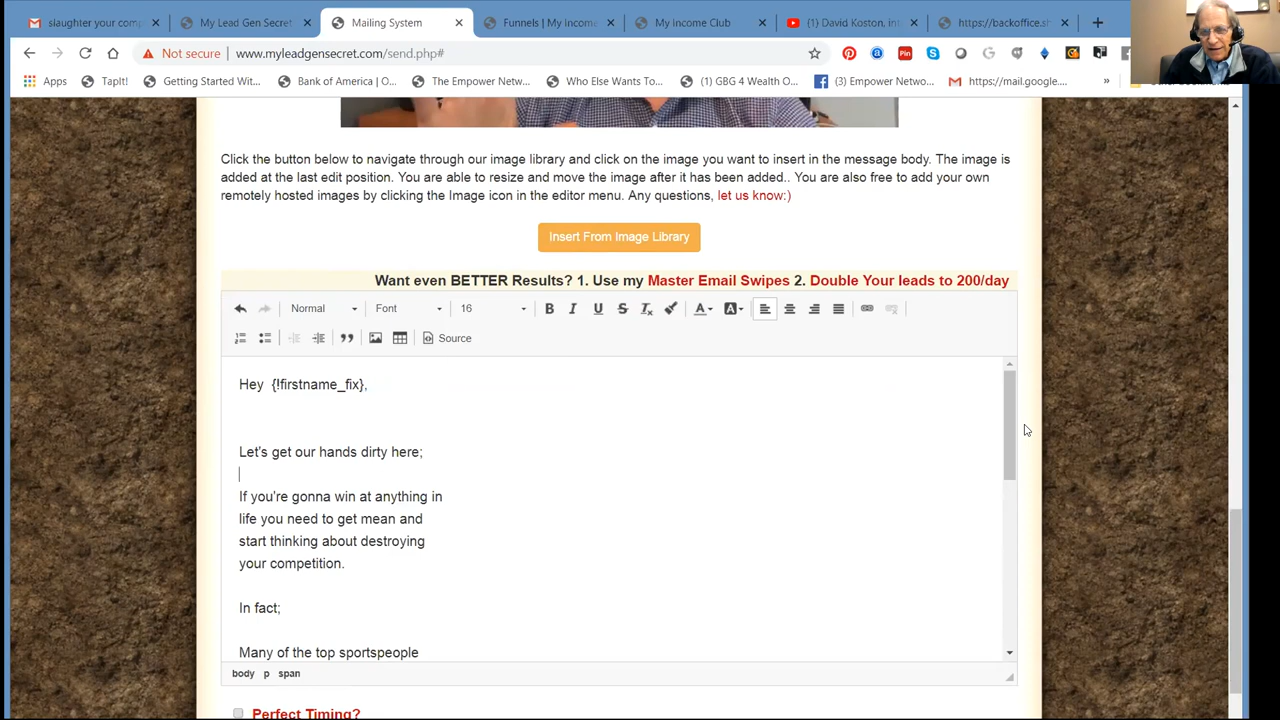 slaughter your comp
My Lead Gen Secret
Mailing System
Funnels | My Income
My Income Club
(1) David Koston, int
https://backoffice.sh
Not secure www.myleadgensecret.com/send.php#
Apps TapIt! Getting Started Wit... Bank of America | O... The Empower Netw... Who Else Wants To... (1) GBG 4 Wealth O... (3) Empower Netwo... https://mail.google....
Click the button below to navigate through our image library and click on the image you want to insert in the message body. The image is
added at the last edit position. You are able to resize and move the image after it has been added.. You are also free to add your own
remotely hosted images by clicking the Image icon in the editor menu. Any questions, let us know:)
Insert From Image Library
Want even BETTER Results? 1. Use my Master Email Swipes 2. Double Your leads to 200/day
Normal Font 16
Source
Hey {!firstname_fix},
Let's get our hands dirty here;
If you're gonna win at anything in
life you need to get mean and
start thinking about destroying
your competition.
In fact;
Many of the top sportspeople
body p span
Perfect Timing?